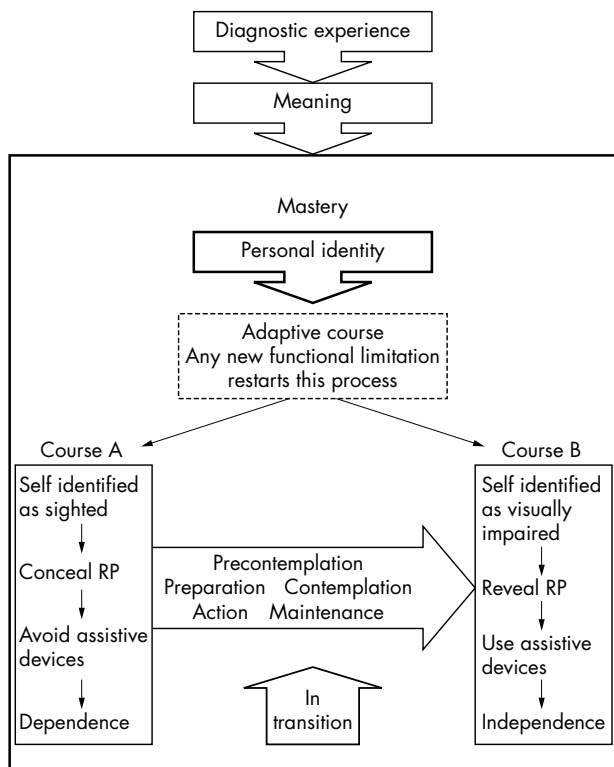 Diagnostic experience
Meaning
Mastery
Personal identity
Adaptive course
Any new functional limitation
restarts this process
Course A
Self identified
as sighted
Conceal RP
Avoid assistive
devices
Dependence
Precontemplation
Preparation Contemplation
Action Maintenance
In
transition
Course B
Self identified
as visually
impaired
Reveal RP
Use assistive
devices
Independence